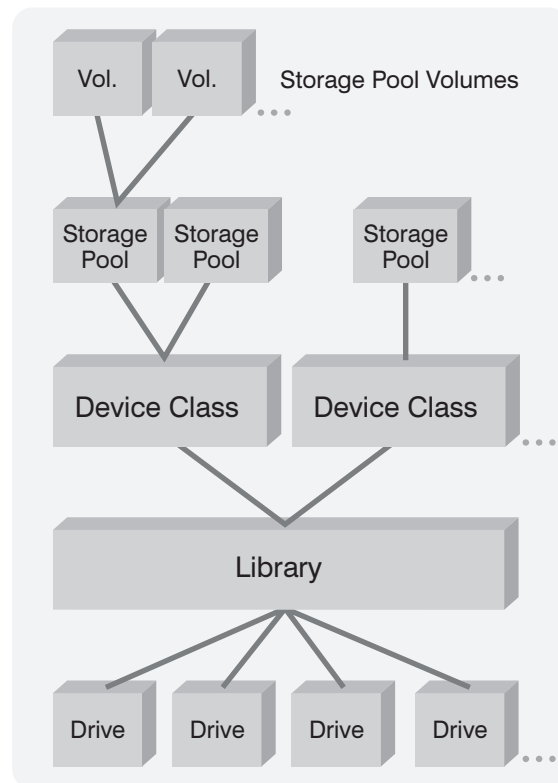 Vol. Vol. Storage Pool Volumes
Storage Storage Storage
Pool Pool Pool
Device Class Device Class
Library
Drive Drive Drive Drive